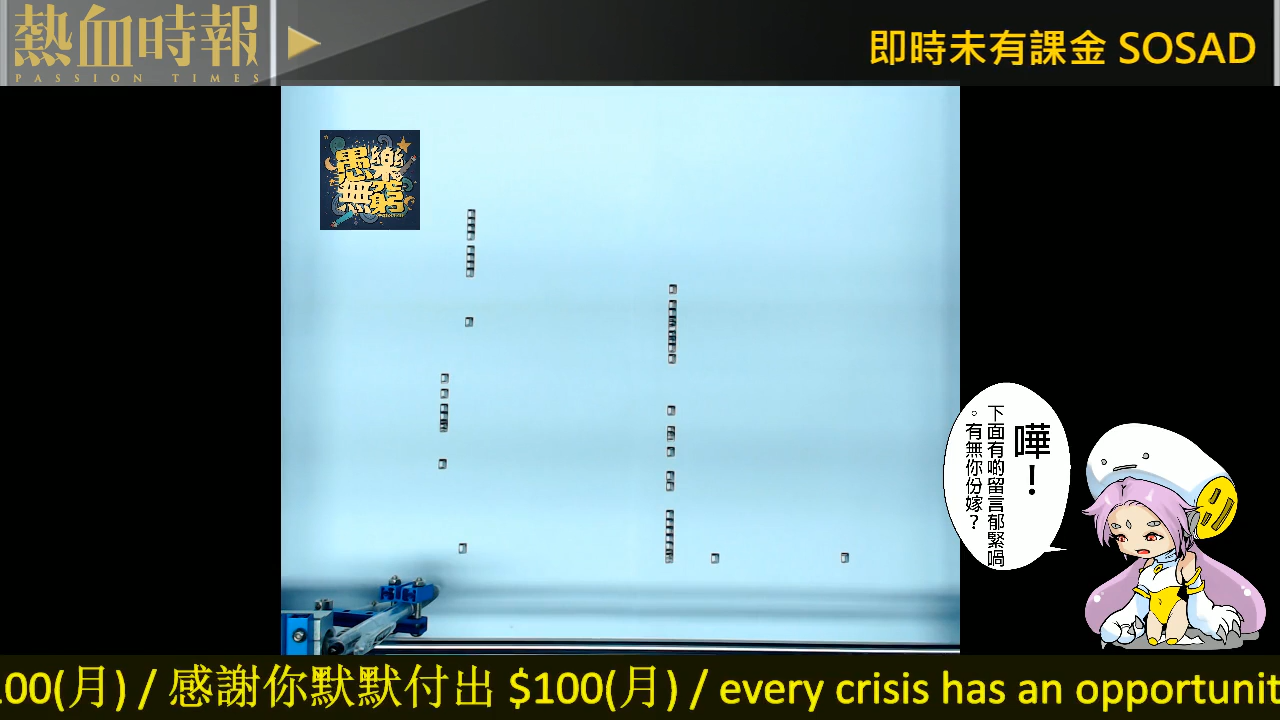 熱血時報
PASSION TIMES
即時未有課金 SOSAD
愚樂
無窮
嘩！
下面有啲留言郁緊喎
。有無你份嫁？
.00(月) / 感謝你默默付出 $100(月) / every crisis has an opportunit